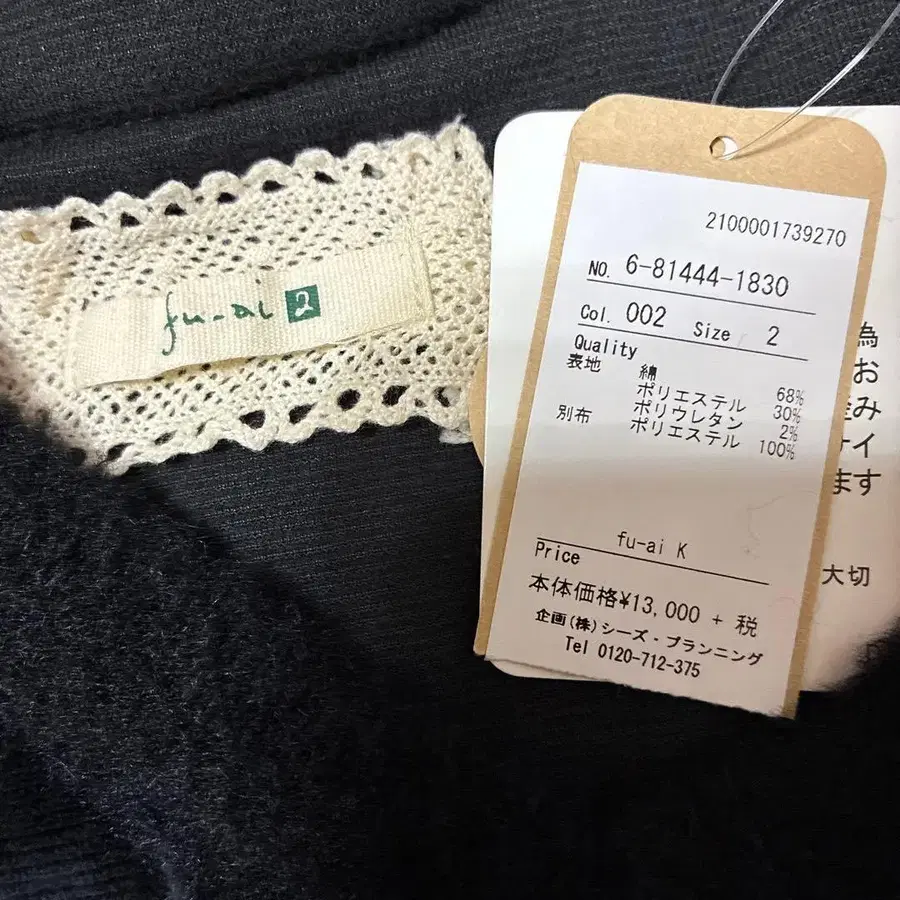 fu-ai 2
2100001739270
NO. 6-81444-1830
Col. 002 Size 2
Quality
表地 綿 68%
ポリエステル 30%
ポリウレタン 2%
別布 ポリエステル 100%
fu-ai K
Price
本体価格¥13,000 + 税
企画(株)シーズ・プランニング
Tel 0120-712-375
為
お
み
イ
ます
大切